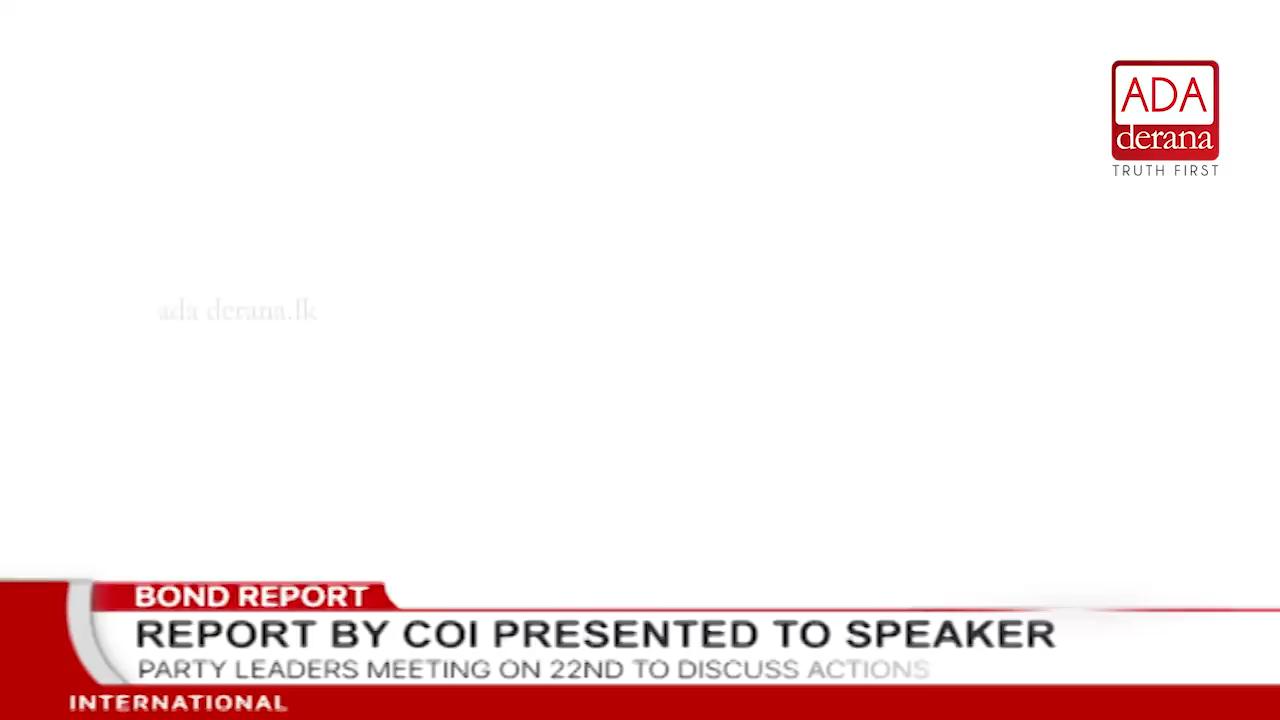 ADA
derana
TRUTH FIRST
ada derana.lk
BOND REPORT
REPORT BY COI PRESENTED TO SPEAKER
PARTY LEADERS MEETING ON 22ND TO DISCUSS ACTIONS
INTERNATIONAL